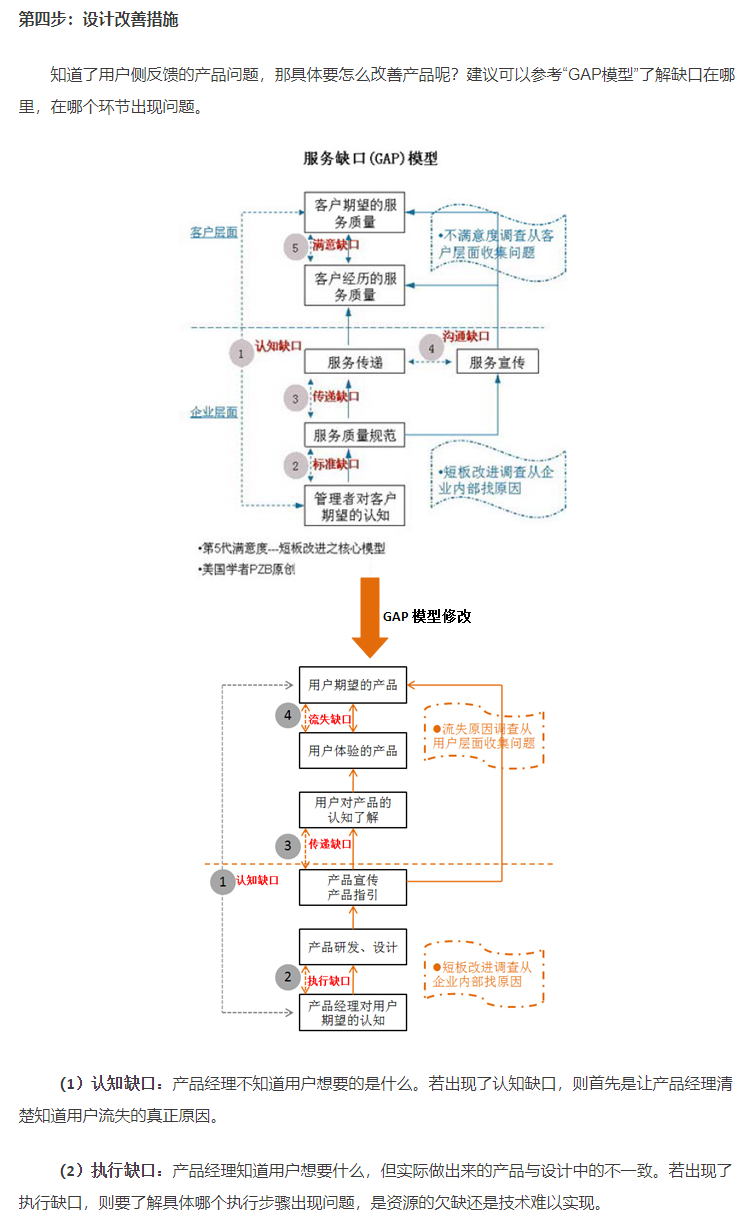 第四步：设计改善措施
知道了用户侧反馈的产品问题，那具体要怎么改善产品呢？建议可以参考“GAP模型”了解缺口在哪
里，在哪个环节出现问题。
服务缺口(GAP)模型
客户期望的服
务质量
客户层面
•不满意度调查从客
户层面收集问题
5
满意缺口
客户经历的服
务质量
1
认知缺口
服务传递
4
沟通缺口
服务宣传
3
传递缺口
企业层面
服务质量规范
2
标准缺口
•短板改进调查从企
业内部找原因
管理者对客户
期望的认知
•第5代满意度---短板改进之核心模型
•美国学者PZB原创
GAP 模型修改
用户期望的产品
4
流失缺口
●流失原因调查从
用户层面收集问题
用户体验的产品
用户对产品的
认知了解
3
传递缺口
1
认知缺口
产品宣传
产品指引
产品研发、设计
2
执行缺口
●短板改进调查从
企业内部找原因
产品经理对用户
期望的认知
（1）认知缺口：产品经理不知道用户想要的是什么。若出现了认知缺口，则首先是让产品经理清
楚知道用户流失的真正原因。
（2）执行缺口：产品经理知道用户想要什么，但实际做出来的产品与设计中的不一致。若出现了
执行缺口，则要了解具体哪个执行步骤出现问题，是资源的欠缺还是技术难以实现。